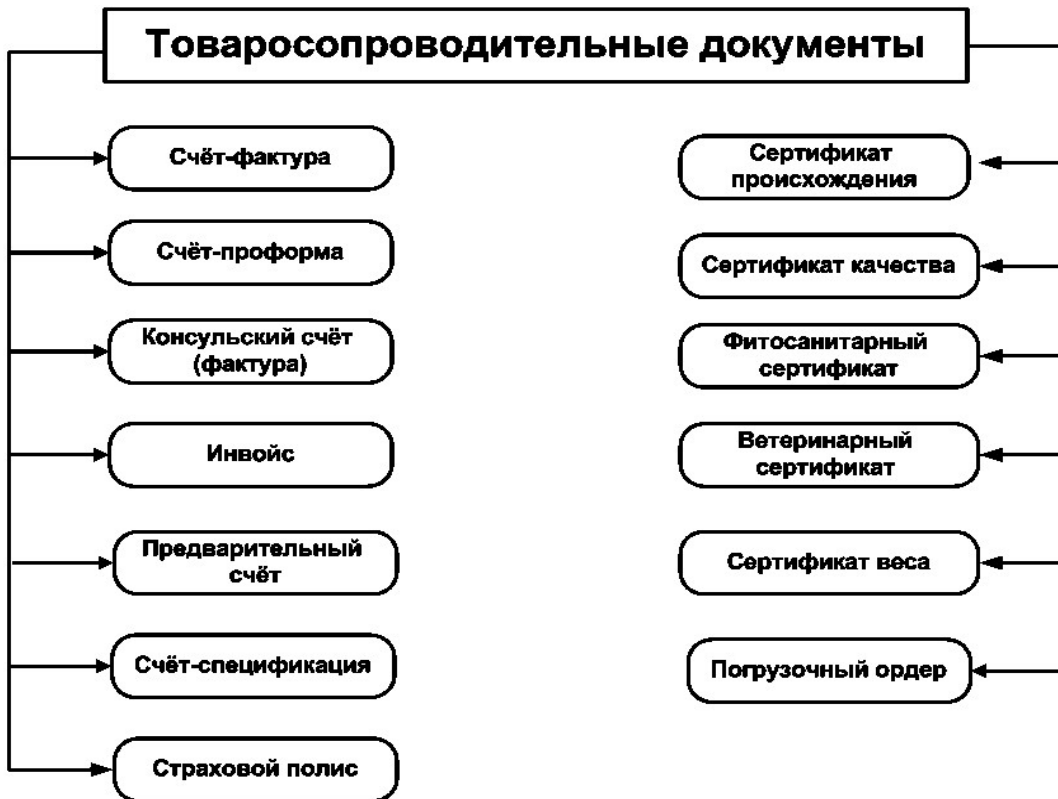 Товаросопроводительные документы
Счёт-фактура
Счёт-проформа
Консульский счёт
(фактура)
Инвойс
Предварительный
счёт
Счёт-спецификация
Страховой полис
Сертификат
происхождения
Сертификат качества
Фитосанитарный
сертификат
Ветеринарный
сертификат
Сертификат веса
Погрузочный ордер